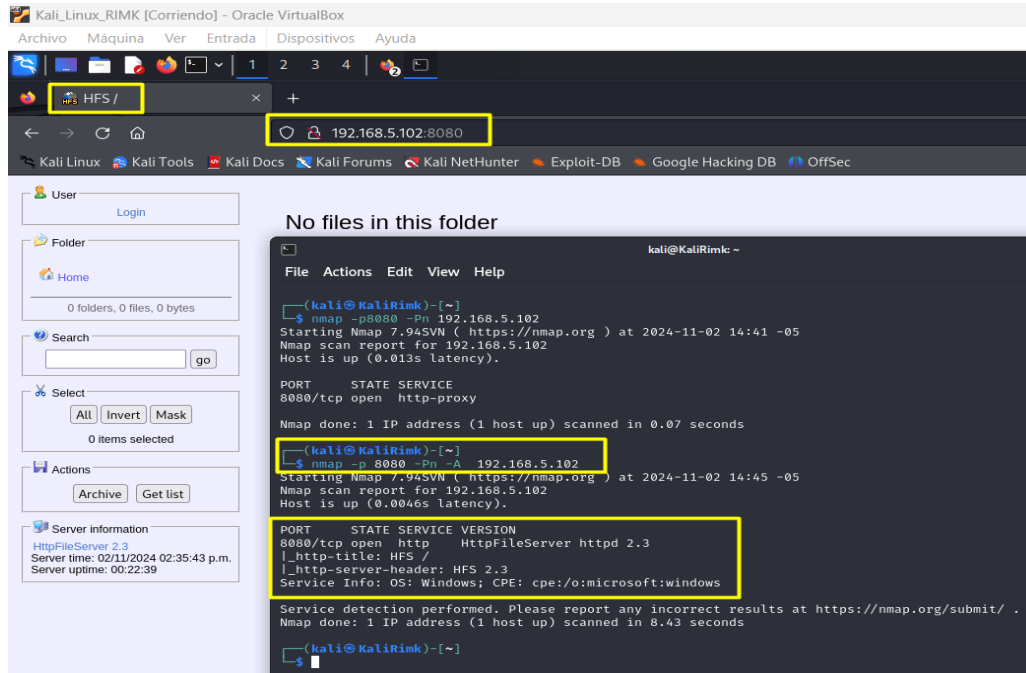 Kali_Linux_RIMK [Corriendo] - Oracle VirtualBox
Archivo Máquina Ver Entrada Dispositivos Ayuda
1 2 3 4 2
HFS / × +
192.168.5.102:8080
Kali Linux Kali Tools Kali Docs Kali Forums Kali NetHunter Exploit-DB Google Hacking DB OffSec
User
Login
Folder
Home
0 folders, 0 files, 0 bytes
Search
go
Select
All Invert Mask
0 items selected
Actions
Archive Get list
Server information
HttpFileServer 2.3
Server time: 02/11/2024 02:35:43 p.m.
Server uptime: 00:22:39
No files in this folder
kali@KaliRimk: ~
File Actions Edit View Help
┌──(kali㉿KaliRimk)-[~]
└─$ nmap -p8080 -Pn 192.168.5.102
Starting Nmap 7.94SVN ( https://nmap.org ) at 2024-11-02 14:41 -05
Nmap scan report for 192.168.5.102
Host is up (0.013s latency).
PORT STATE SERVICE
8080/tcp open http-proxy
Nmap done: 1 IP address (1 host up) scanned in 0.07 seconds
┌──(kali㉿KaliRimk)-[~]
└─$ nmap -p 8080 -Pn -A 192.168.5.102
Starting Nmap 7.94SVN ( https://nmap.org ) at 2024-11-02 14:45 -05
Nmap scan report for 192.168.5.102
Host is up (0.0046s latency).
PORT STATE SERVICE VERSION
8080/tcp open http HttpFileServer httpd 2.3
|_http-title: HFS /
|_http-server-header: HFS 2.3
Service Info: OS: Windows; CPE: cpe:/o:microsoft:windows
Service detection performed. Please report any incorrect results at https://nmap.org/submit/ .
Nmap done: 1 IP address (1 host up) scanned in 8.43 seconds
┌──(kali㉿KaliRimk)-[~]
└─$